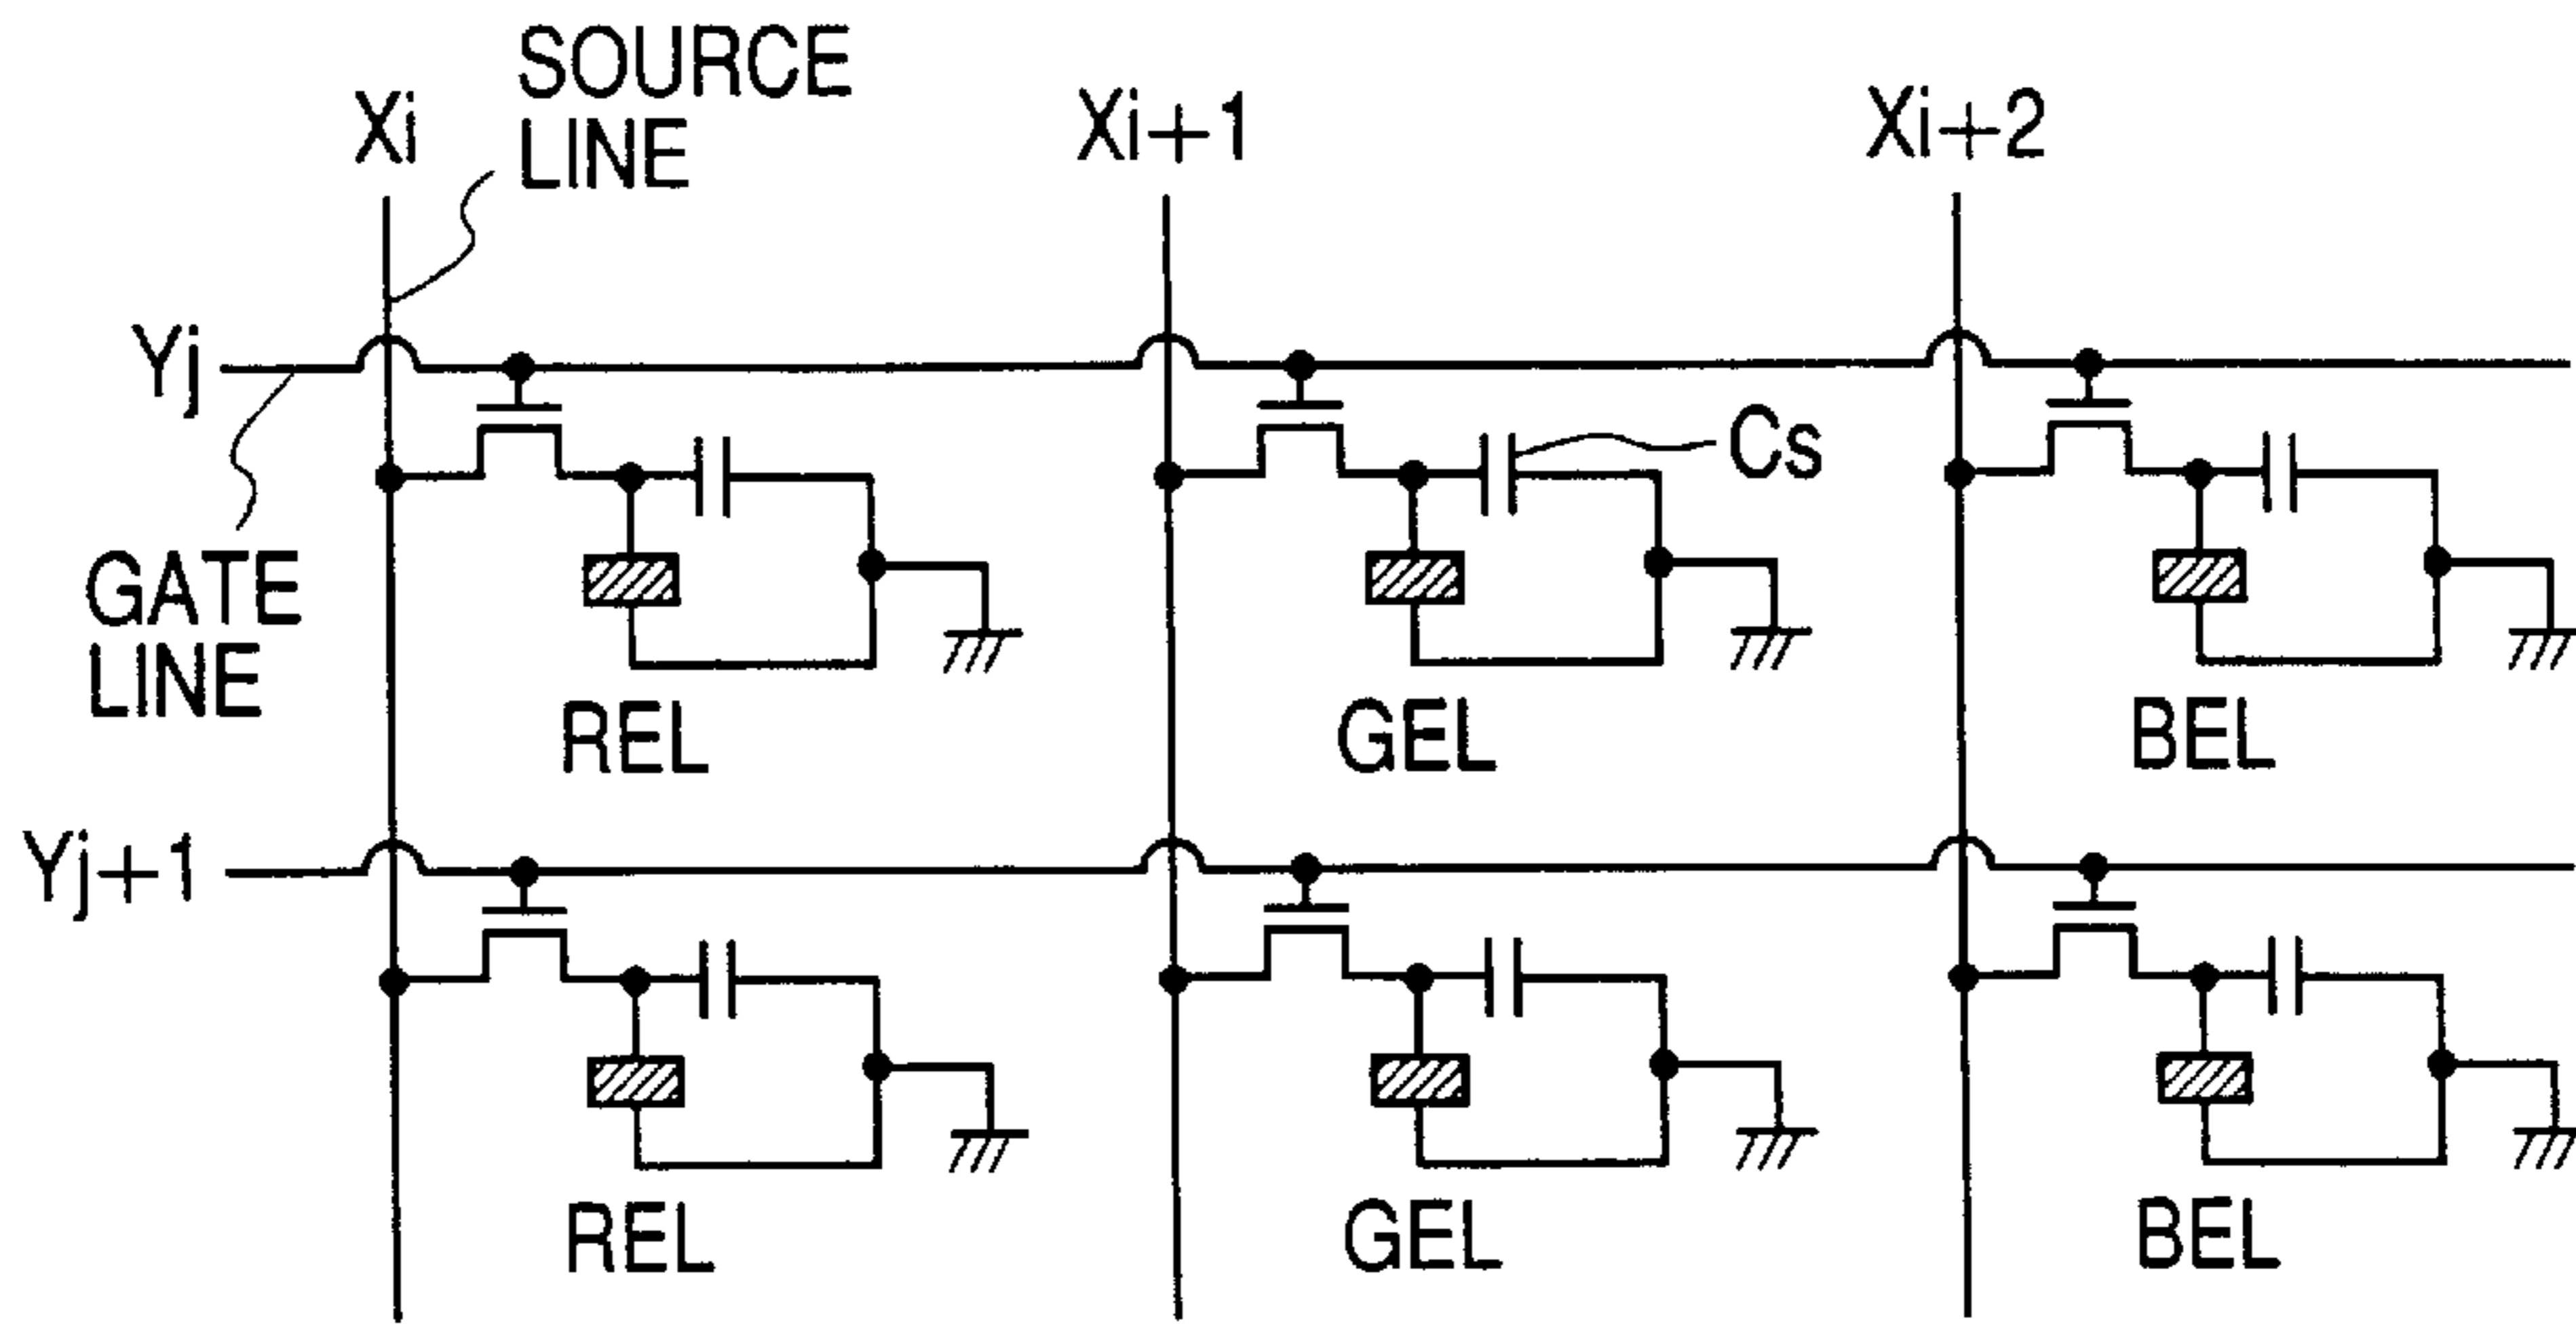 SOURCE
LINE
Xi
Xi+1
Xi+2
Yj
Cs
GATE
LINE
REL
GEL
BEL
Yj+1
REL
GEL
BEL